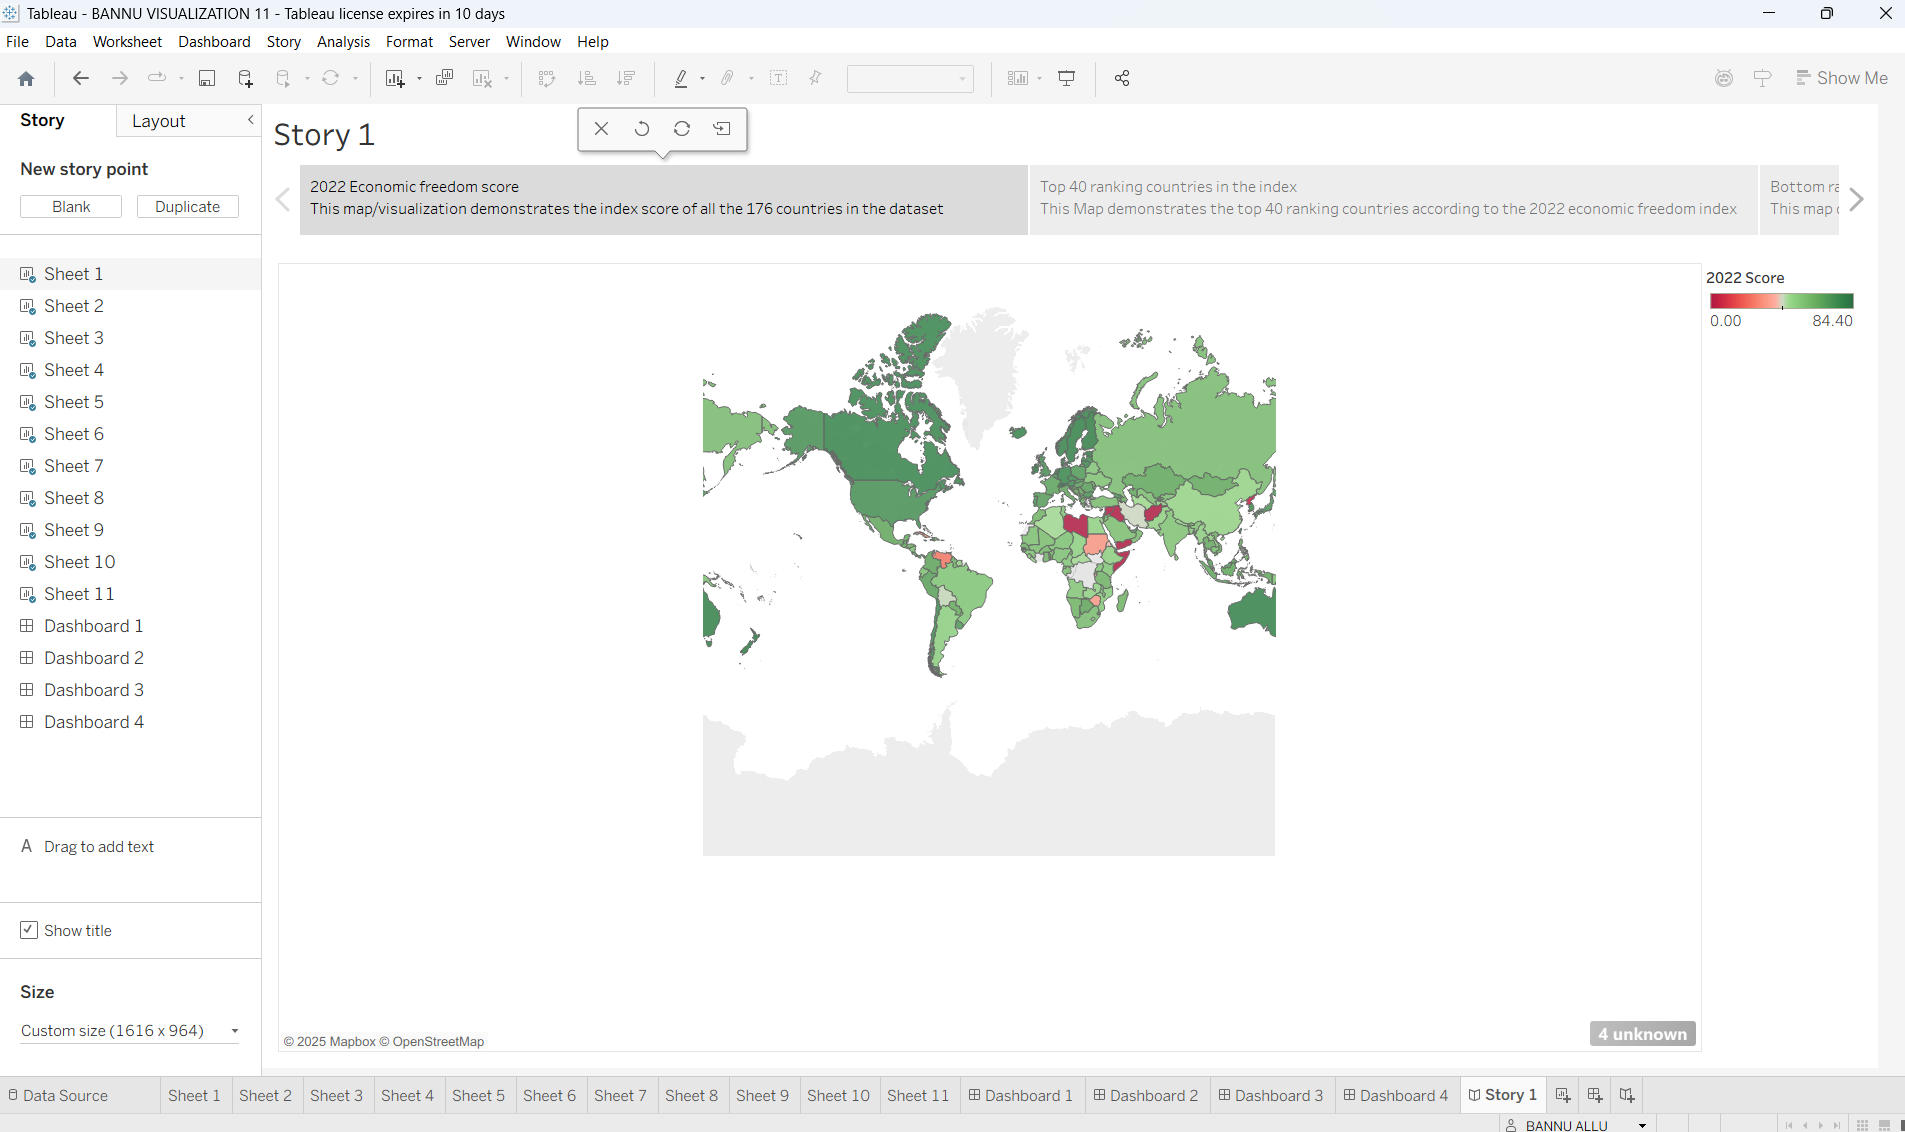 Tableau - BANNU VISUALIZATION 11 - Tableau license expires in 10 days
File Data Worksheet Dashboard Story Analysis Format Server Window Help
Show Me
Story
Layout
Story 1
New story point
Blank
Duplicate
2022 Economic freedom score
This map/visualization demonstrates the index score of all the 176 countries in the dataset
Top 40 ranking countries in the index
This Map demonstrates the top 40 ranking countries according to the 2022 economic freedom index
Bottom ra
This map
Sheet 1
Sheet 2
Sheet 3
Sheet 4
Sheet 5
Sheet 6
Sheet 7
Sheet 8
Sheet 9
Sheet 10
Sheet 11
Dashboard 1
Dashboard 2
Dashboard 3
Dashboard 4
2022 Score
0.00 84.40
A Drag to add text
Show title
Size
Custom size (1616 x 964)
© 2025 Mapbox © OpenStreetMap
4 unknown
Data Source Sheet 1 Sheet 2 Sheet 3 Sheet 4 Sheet 5 Sheet 6 Sheet 7 Sheet 8 Sheet 9 Sheet 10 Sheet 11 Dashboard 1 Dashboard 2 Dashboard 3 Dashboard 4 Story 1
BANNU ALLU